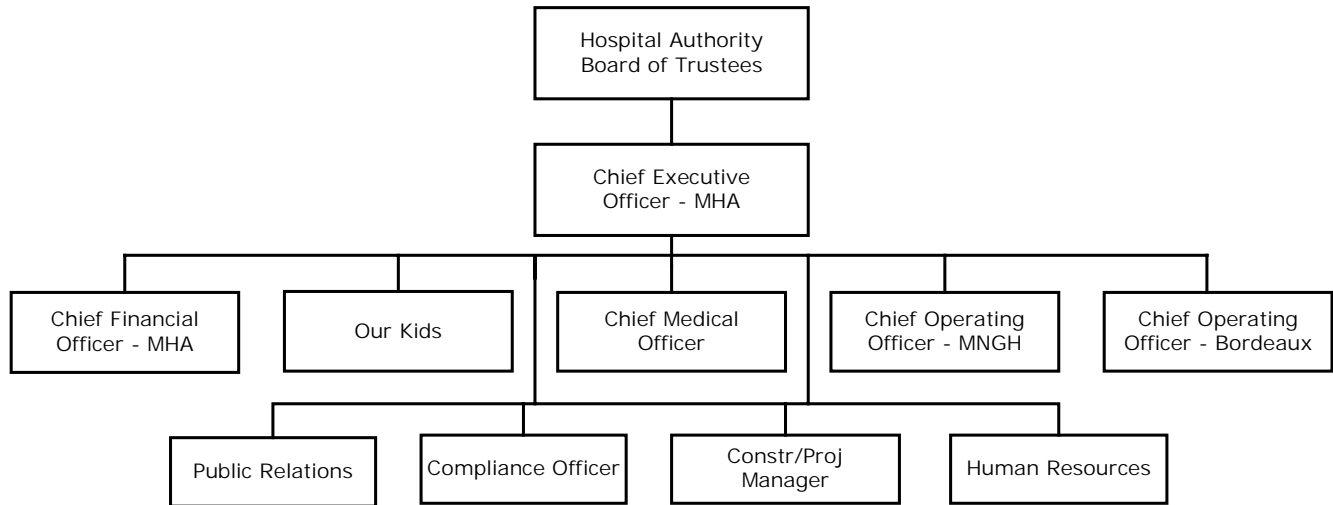 Hospital Authority
Board of Trustees
Chief Executive
Officer - MHA
Chief Financial
Officer - MHA
Our Kids
Chief Medical
Officer
Chief Operating
Officer - MNGH
Chief Operating
Officer - Bordeaux
Public Relations
Compliance Officer
Constr/Proj
Manager
Human Resources